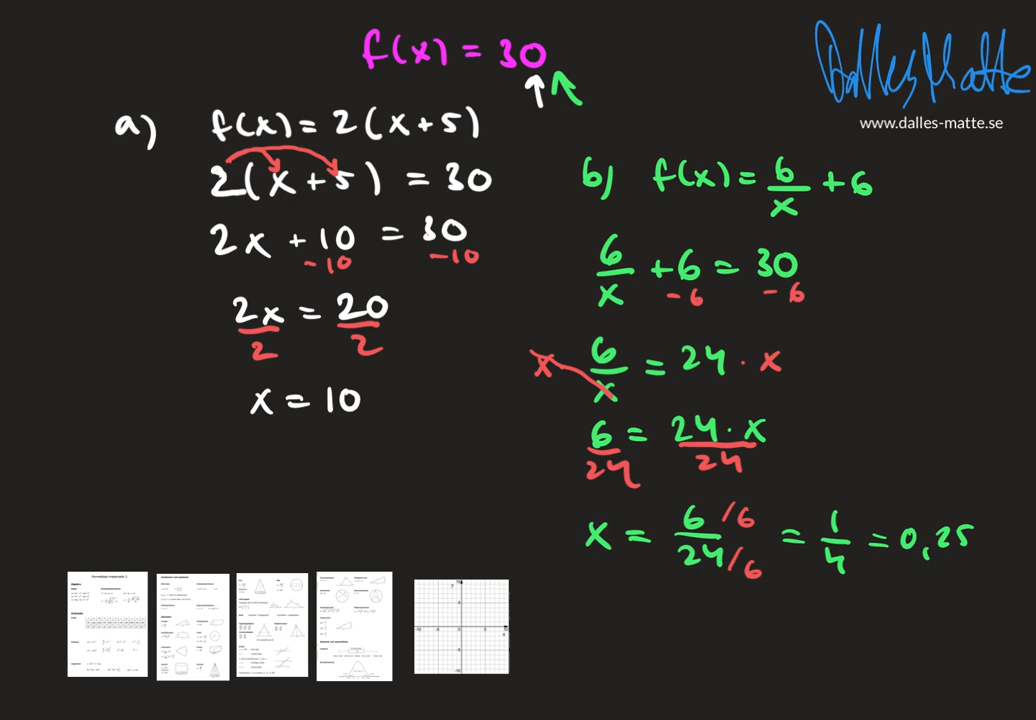 f(x) = 30
Dalles Matte
www.dalles-matte.se
a) f(x) = 2(x+5)
2(x+5) = 30
2x + 10 = 30
-10 -10
2x = 20
2 2
x = 10
b) f(x) = 6/x + 6
6/x + 6 = 30
-6 -6
x 6/x = 24 · x
6 = 24 · x
24 24
x = 6/24 /6 /6 = 1/4 = 0,25